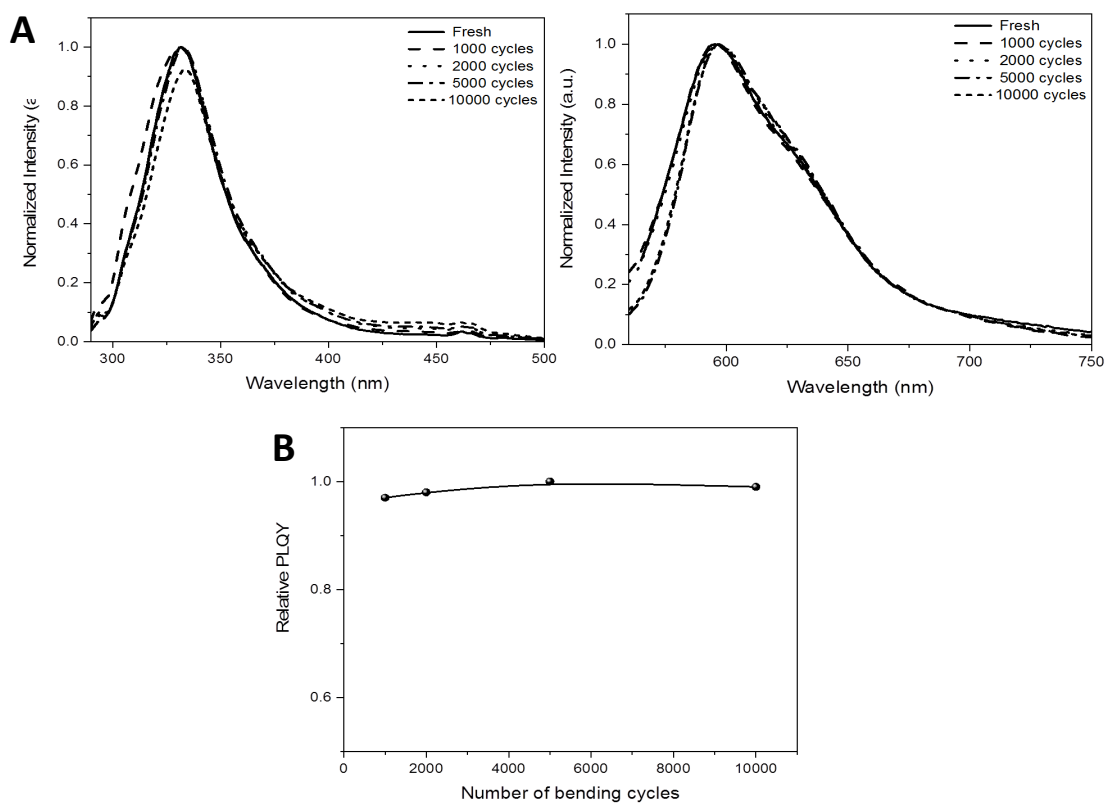 A
Normalized Intensity (
1.0
0.8
0.6
0.4
0.2
0.0
300
350
400
450
500
Wavelength (nm)
Fresh
1000 cycles
2000 cycles
5000 cycles
10000 cycles
Normalized Intensity (a.u.)
1.0
0.8
0.6
0.4
0.2
0.0
600
650
700
750
Wavelength (nm)
Fresh
1000 cycles
2000 cycles
5000 cycles
10000 cycles
B
Relative PLQY
1.0
0.8
0.6
0
2000
4000
6000
8000
10000
Number of bending cycles